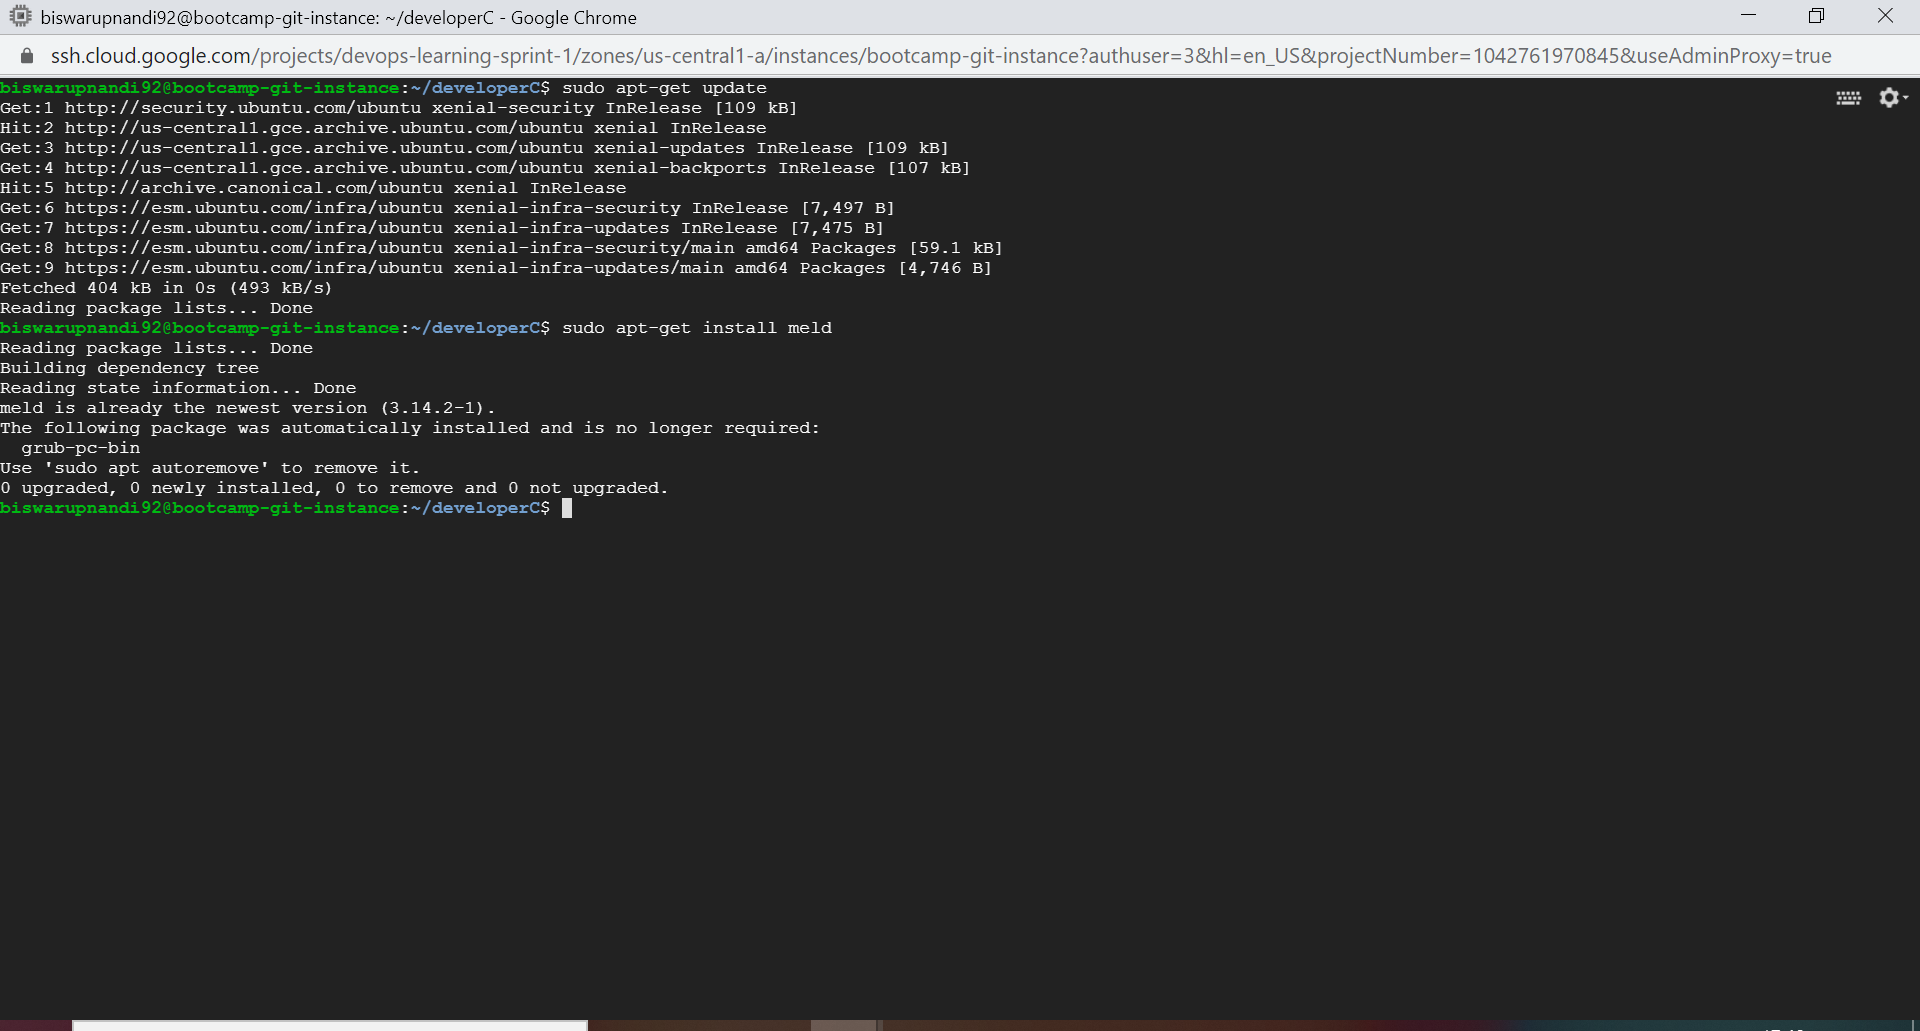 biswarupnandi92@bootcamp-git-instance: ~/developerC - Google Chrome
ssh.cloud.google.com/projects/devops-learning-sprint-1/zones/us-central1-a/instances/bootcamp-git-instance?authuser=3&hl=en_US&projectNumber=1042761970845&useAdminProxy=true
biswarupnandi92@bootcamp-git-instance:~/developerC$ sudo apt-get update
Get:1 http://security.ubuntu.com/ubuntu xenial-security InRelease [109 kB]
Hit:2 http://us-central1.gce.archive.ubuntu.com/ubuntu xenial InRelease
Get:3 http://us-central1.gce.archive.ubuntu.com/ubuntu xenial-updates InRelease [109 kB]
Get:4 http://us-central1.gce.archive.ubuntu.com/ubuntu xenial-backports InRelease [107 kB]
Hit:5 http://archive.canonical.com/ubuntu xenial InRelease
Get:6 https://esm.ubuntu.com/infra/ubuntu xenial-infra-security InRelease [7,497 B]
Get:7 https://esm.ubuntu.com/infra/ubuntu xenial-infra-updates InRelease [7,475 B]
Get:8 https://esm.ubuntu.com/infra/ubuntu xenial-infra-security/main amd64 Packages [59.1 kB]
Get:9 https://esm.ubuntu.com/infra/ubuntu xenial-infra-updates/main amd64 Packages [4,746 B]
Fetched 404 kB in 0s (493 kB/s)
Reading package lists... Done
biswarupnandi92@bootcamp-git-instance:~/developerC$ sudo apt-get install meld
Reading package lists... Done
Building dependency tree
Reading state information... Done
meld is already the newest version (3.14.2-1).
The following package was automatically installed and is no longer required:
  grub-pc-bin
Use 'sudo apt autoremove' to remove it.
0 upgraded, 0 newly installed, 0 to remove and 0 not upgraded.
biswarupnandi92@bootcamp-git-instance:~/developerC$